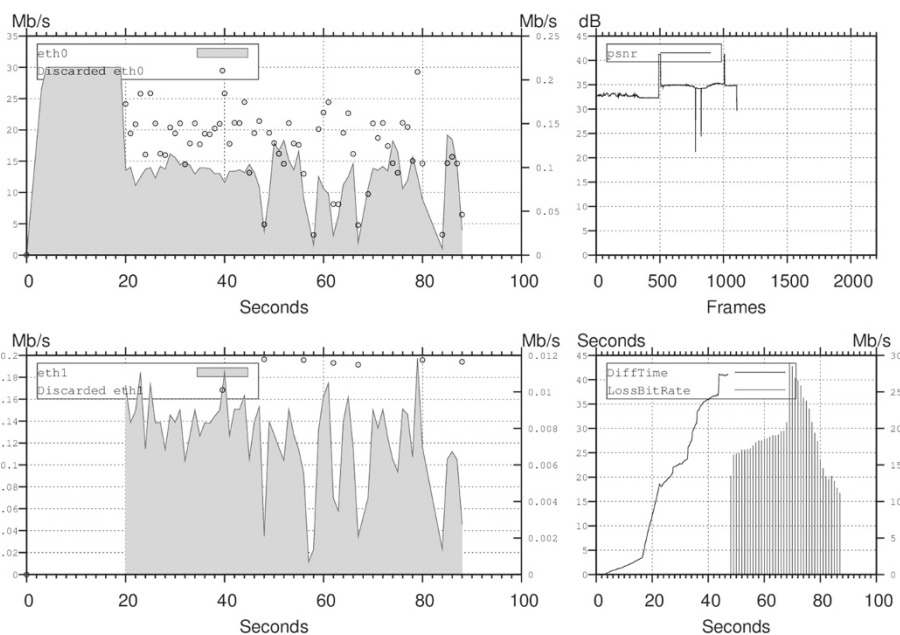 Mb/s Mb/s
35 0.25
eth0
Discarded eth0
30
0.2
25
20 0.15
15
0.1
10
0.05
5
0 0
0 20 40 60 80 100
Seconds
dB
45
psnr
40
35
30
25
20
15
10
5
0
0 500 1000 1500 2000
Frames
Mb/s Mb/s
0.2 0.012
eth1
Discarded eth1
.18
0.01
.16
.14
0.008
.12
0.1
0.006
.08
0.004
.06
.04
0.002
.02
0 0
0 20 40 60 80 100
Seconds
Seconds Mb/s
45 30
DiffTime
LossBitRate
40
25
35
30 20
25
15
20
15 10
10
5
5
0 0
0 20 40 60 80 100
Seconds